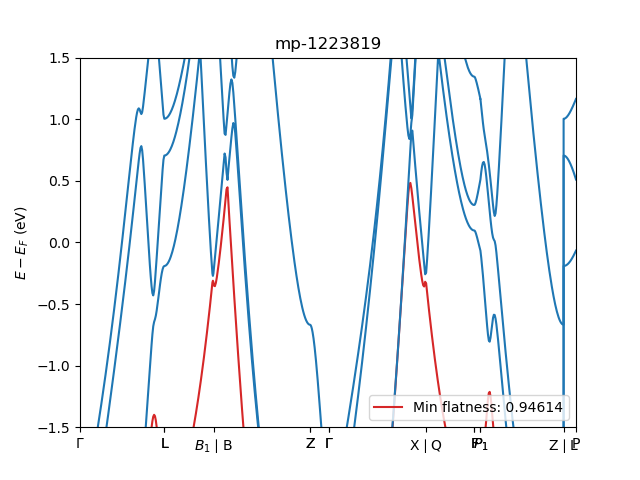 mp-1223819
E − E_F (eV)
1.5
1.0
0.5
0.0
−0.5
−1.0
−1.5
Min flatness: 0.94614
Γ L B₁ | B Z Γ X | Q P₁ Z | L P